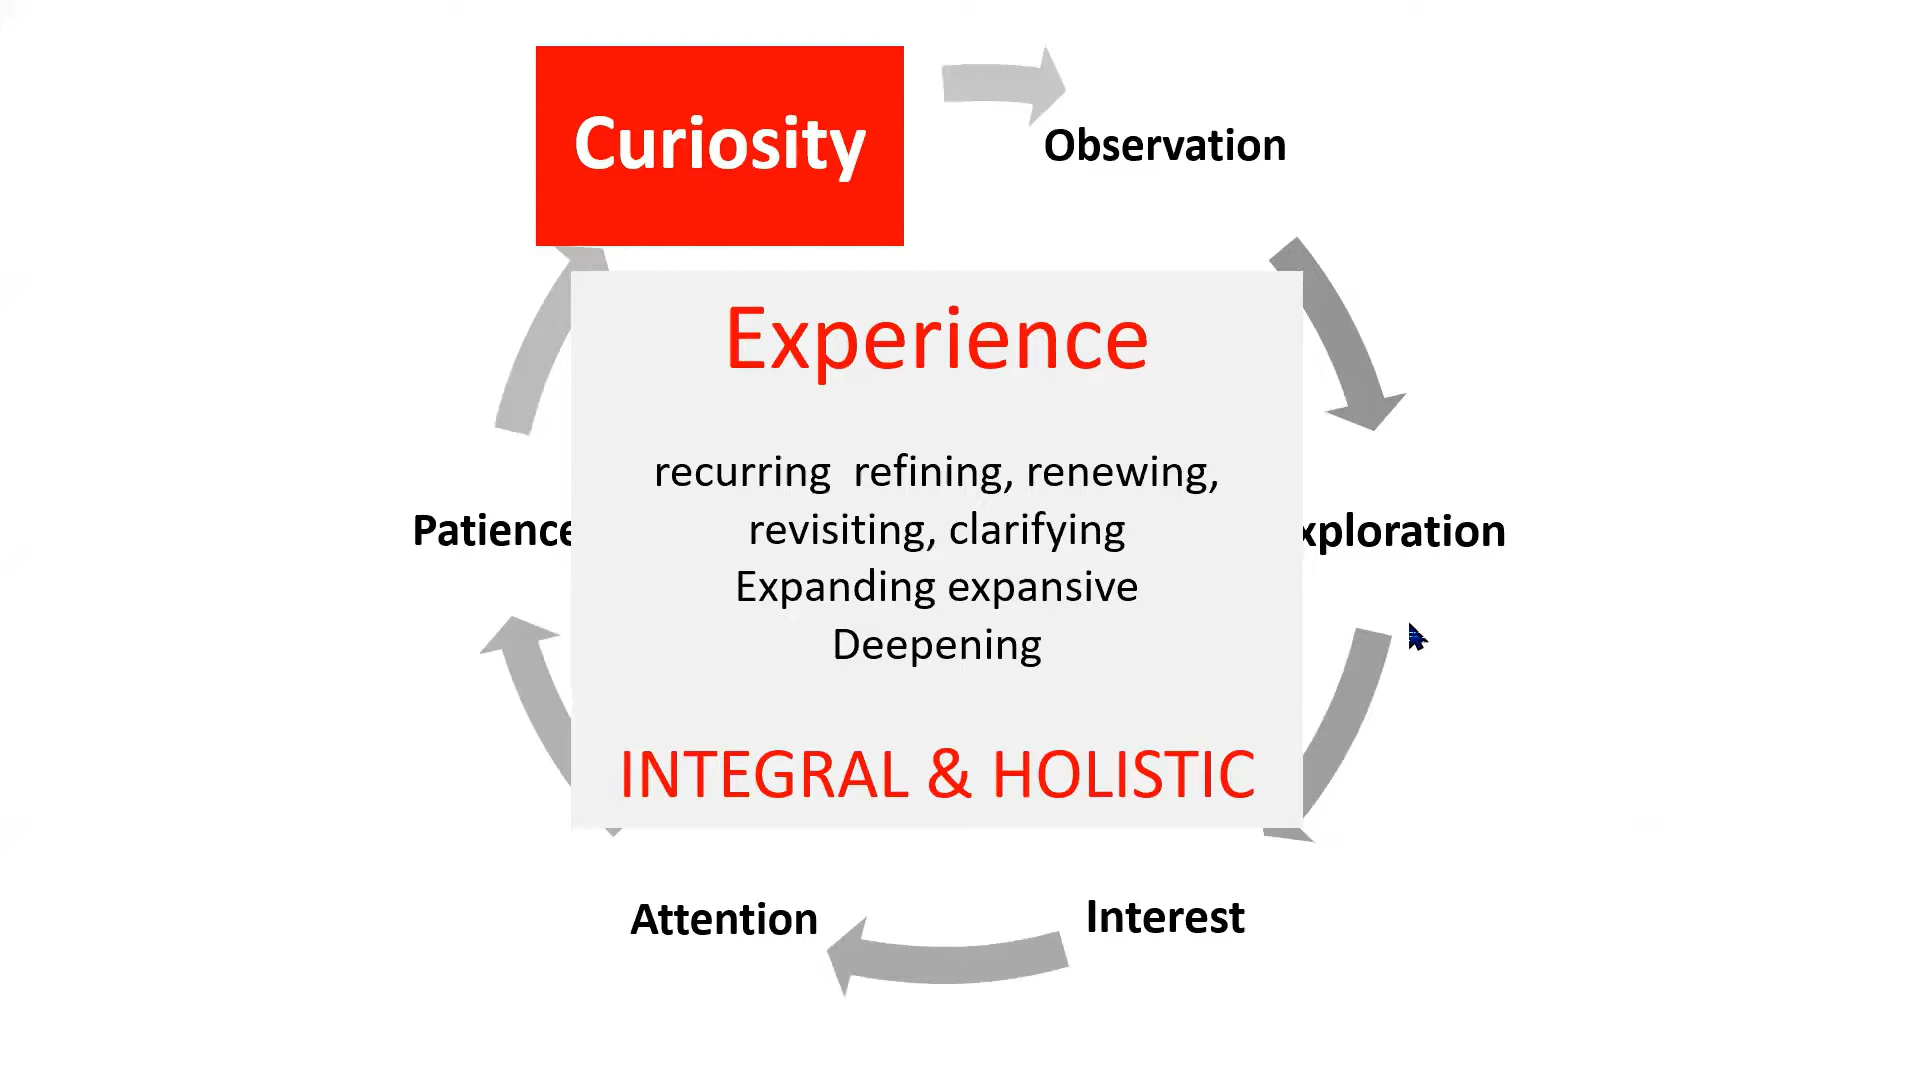 Curiosity
Observation
Experience
recurring  refining, renewing,
revisiting, clarifying
Expanding expansive
Deepening
INTEGRAL & HOLISTIC
Patience
xploration
Attention
Interest